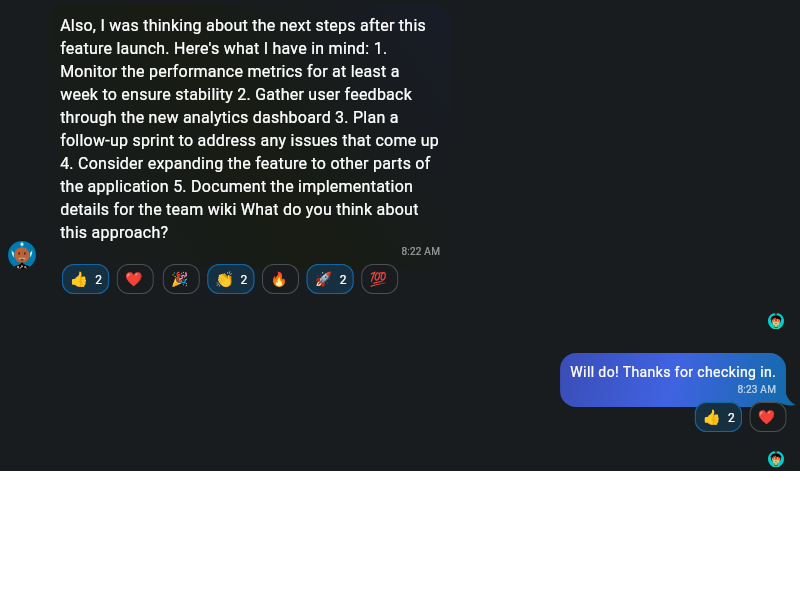 Also, I was thinking about the next steps after this
feature launch. Here's what I have in mind: 1.
Monitor the performance metrics for at least a
week to ensure stability 2. Gather user feedback
through the new analytics dashboard 3. Plan a
follow-up sprint to address any issues that come up
4. Consider expanding the feature to other parts of
the application 5. Document the implementation
details for the team wiki What do you think about
this approach?
8:22 AM
👍 2 ❤️ 🎉 👏 2 🔥 🚀 2 💯
Will do! Thanks for checking in.
8:23 AM
👍 2 ❤️